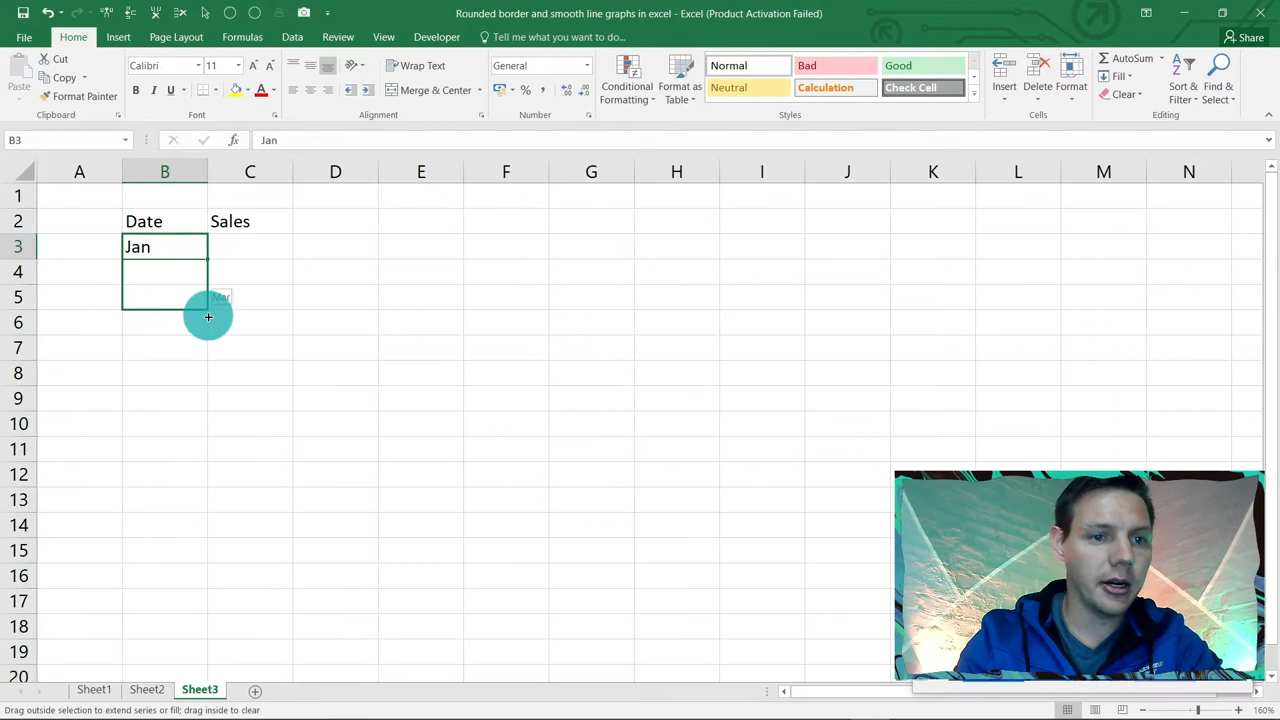 Rounded border and smooth line graphs in excel - Excel (Product Activation Failed)
File Home Insert Page Layout Formulas Data Review View Developer Tell me what you want to do... Share
Paste
Cut
Copy
Format Painter
Clipboard
Calibri 11
B I U
Font
Wrap Text
Merge & Center
Alignment
General
Number
Conditional Formatting
Format as Table
Normal Bad Good
Neutral Calculation Check Cell
Styles
Insert Delete Format
Cells
AutoSum
Fill
Clear
Sort & Filter
Find & Select
Editing
B3 fx Jan
A B C D E F G H I J K L M N
1
2 Date Sales
3 Jan
4
5 Mar
6
7
8
9
10
11
12
13
14
15
16
17
18
19
20
Sheet1 Sheet2 Sheet3
Drag outside selection to extend series or fill; drag inside to clear 160%